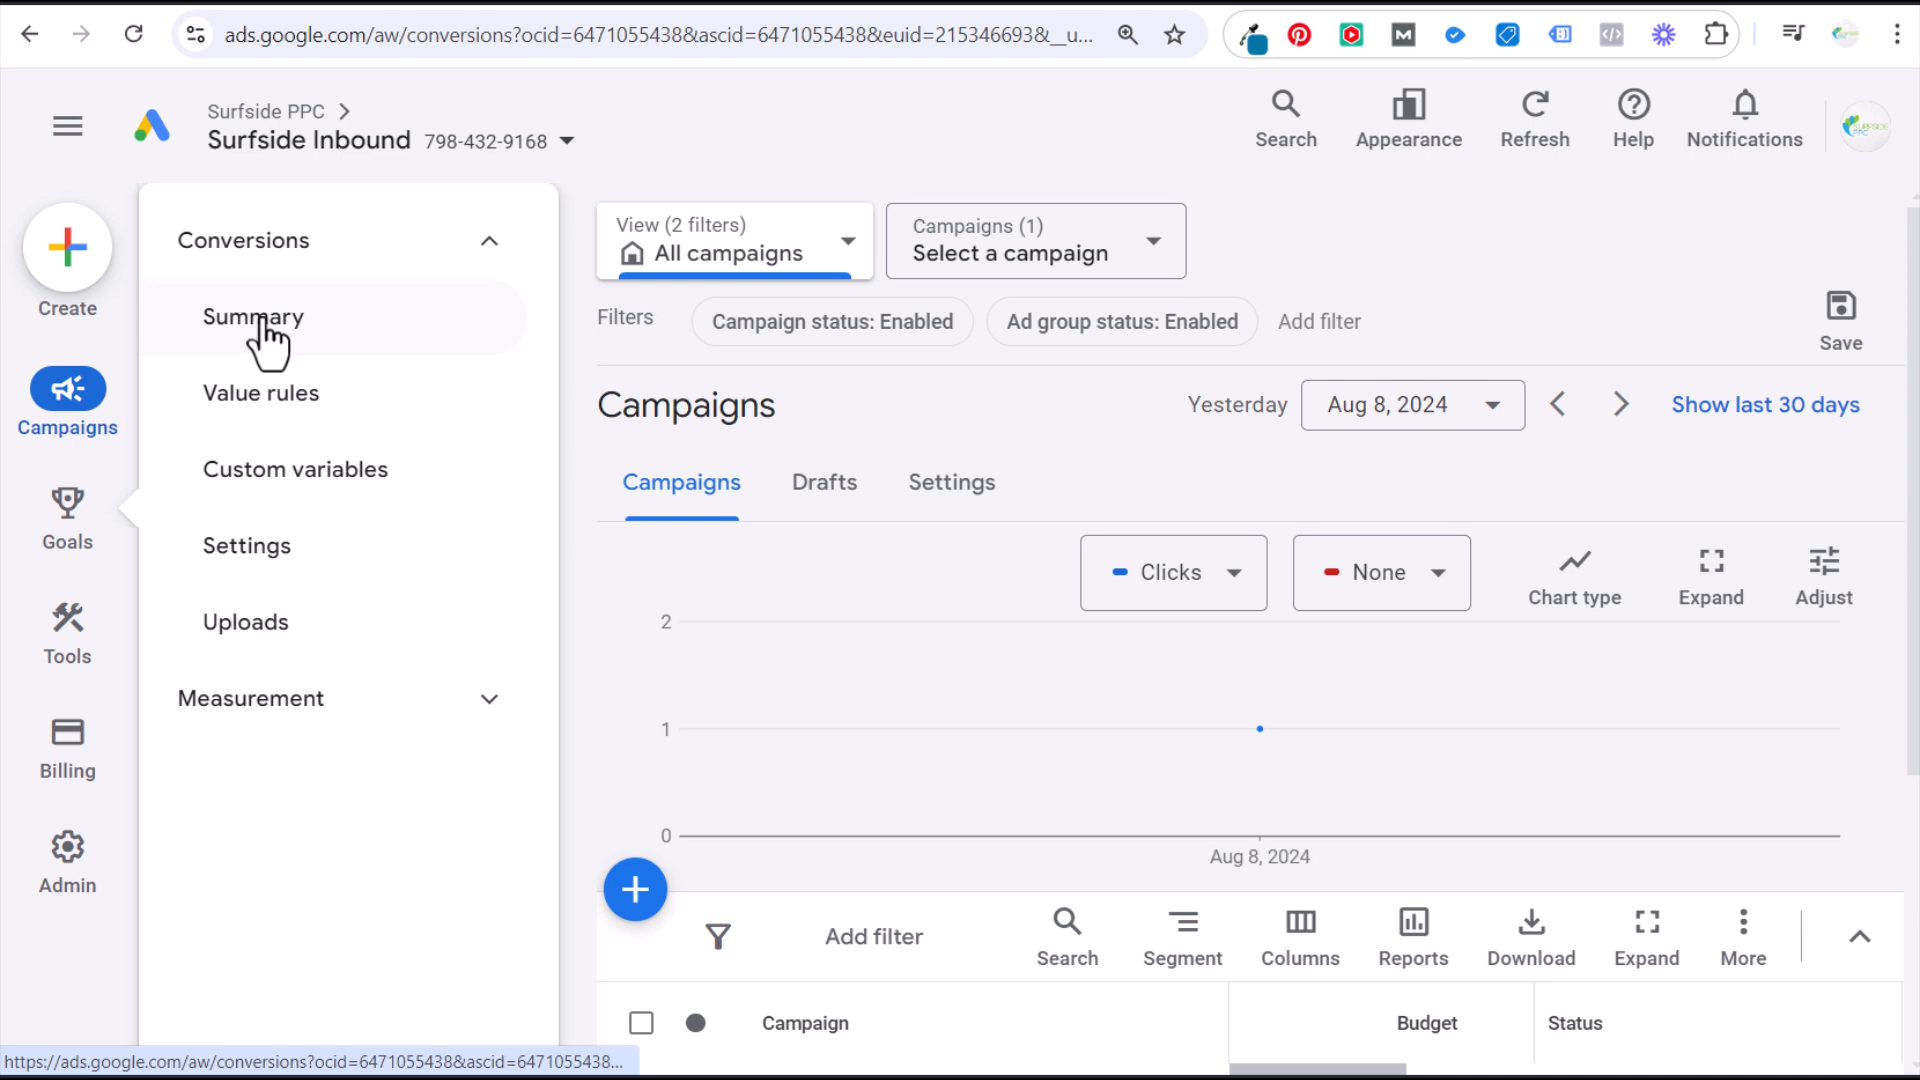 ads.google.com/aw/conversions?ocid=6471055438&ascid=6471055438&euid=215346693&__u...
Surfside PPC
Surfside Inbound 798-432-9168
Search
Appearance
Refresh
Help
Notifications
Create
Campaigns
Goals
Tools
Billing
Admin
Conversions
Summary
Value rules
Custom variables
Settings
Uploads
Measurement
View (2 filters)
All campaigns
Campaigns (1)
Select a campaign
Filters
Campaign status: Enabled
Ad group status: Enabled
Add filter
Save
Campaigns
Yesterday
Aug 8, 2024
Show last 30 days
Campaigns
Drafts
Settings
Clicks
None
Chart type
Expand
Adjust
2
1
0
Aug 8, 2024
Add filter
Search
Segment
Columns
Reports
Download
Expand
More
Campaign
Budget
Status
https://ads.google.com/aw/conversions?ocid=6471055438&ascid=6471055438...